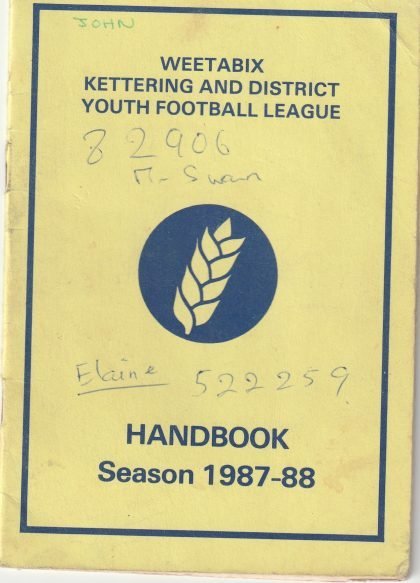 JOHN
WEETABIX
KETTERING AND DISTRICT
YOUTH FOOTBALL LEAGUE
82906
M- Swan
Elaine 522259
HANDBOOK
Season 1987-88